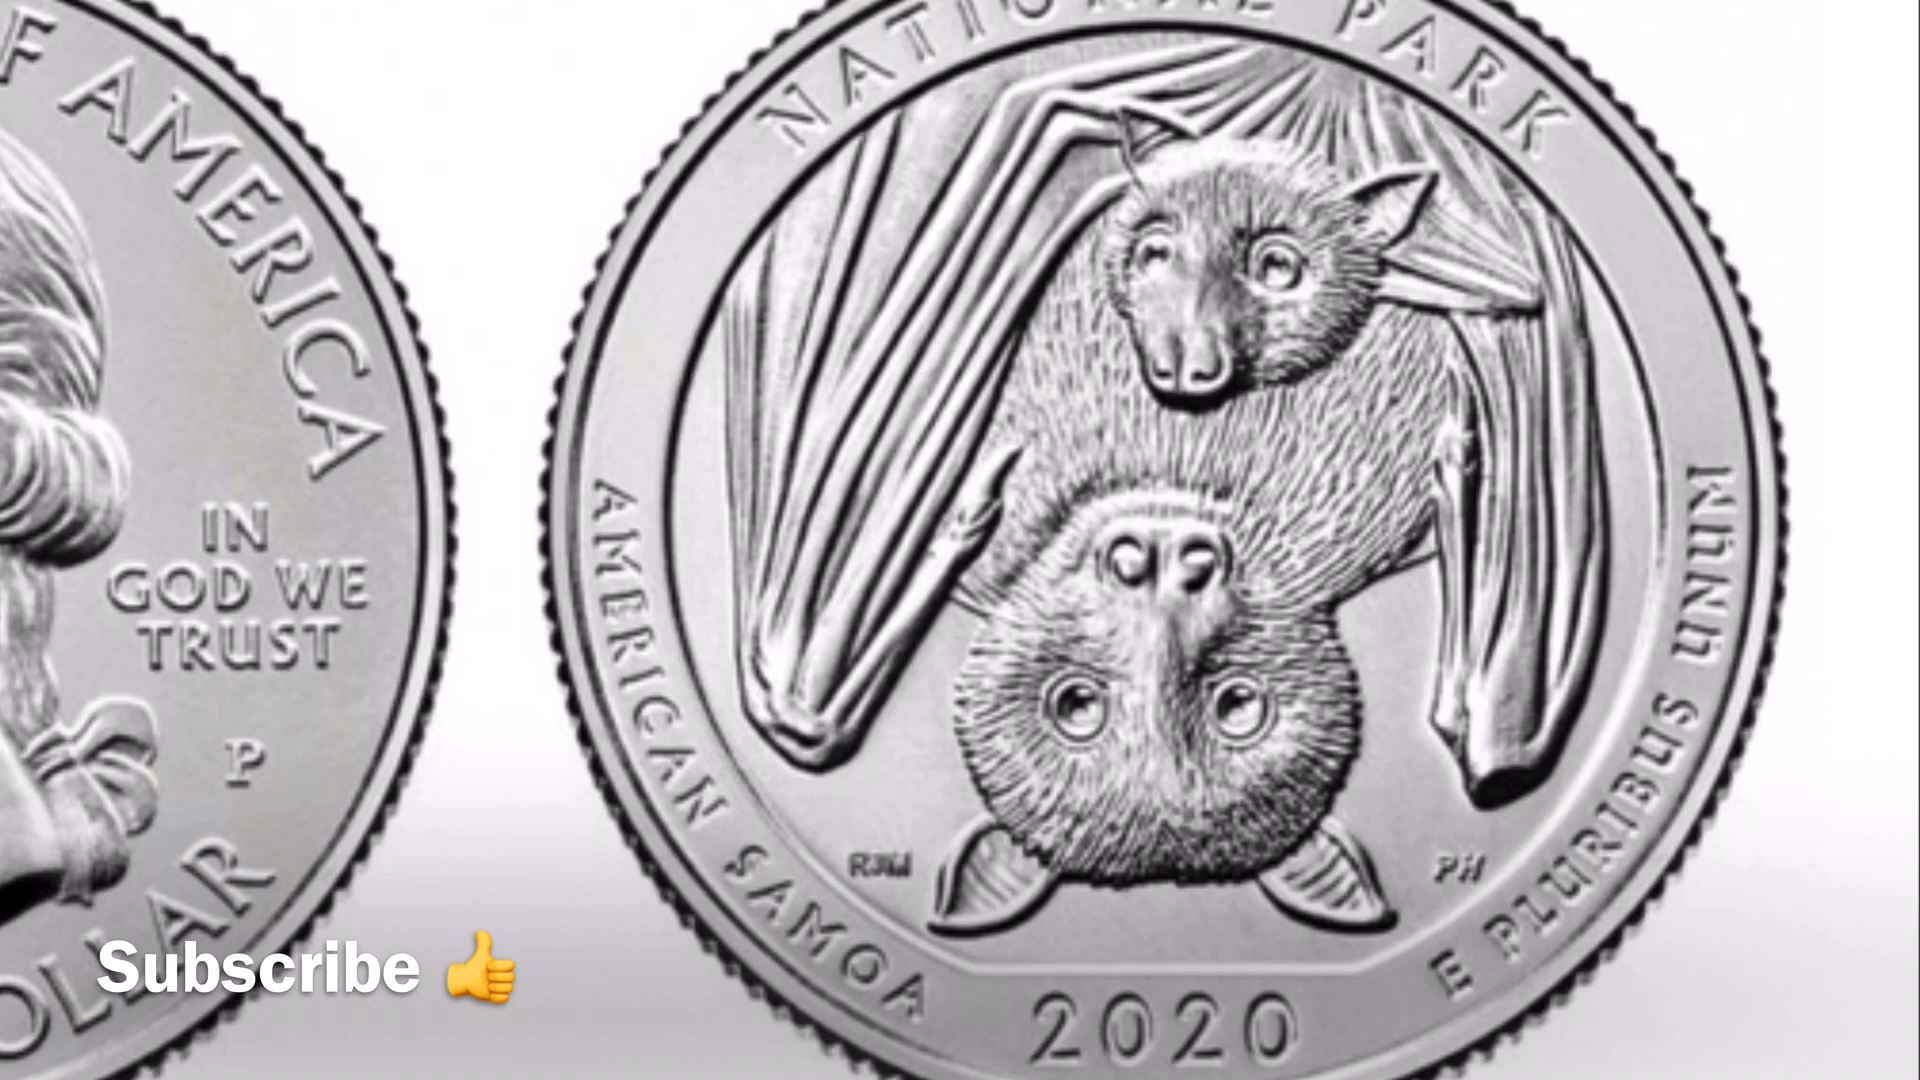 F AMERICA
IN
GOD WE
TRUST
P
OLLAR
NATIONAL PARK
AMERICAN SAMOA
E PLURIBUS UNUM
RJM
PH
2020
Subscribe 👍